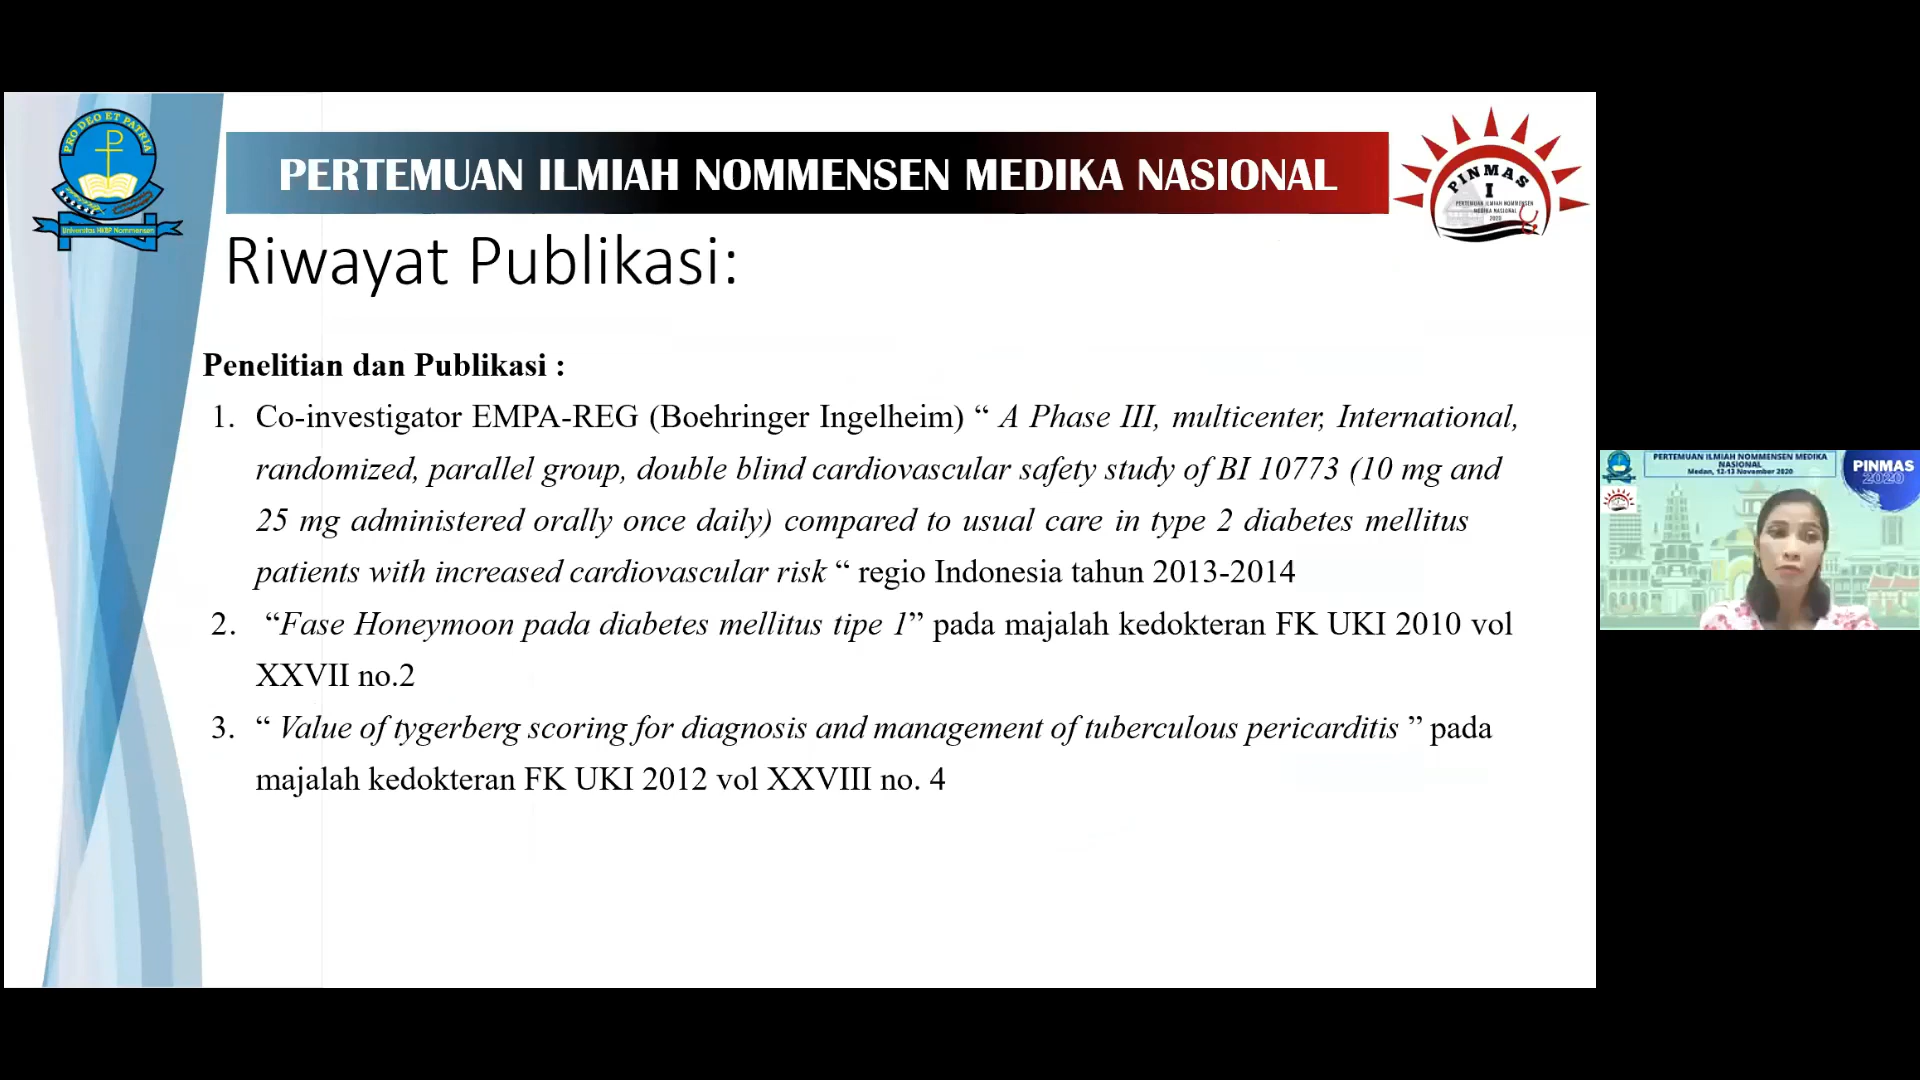 PRO DEO ET PATRIA
Universitas HKBP Nommensen
PERTEMUAN ILMIAH NOMMENSEN MEDIKA NASIONAL
PINMAS
I
PERTEMUAN ILMIAH NOMMENSEN
MEDIKA NASIONAL
2020
Riwayat Publikasi:
Penelitian dan Publikasi :
1. Co-investigator EMPA-REG (Boehringer Ingelheim) “ A Phase III, multicenter, International,
randomized, parallel group, double blind cardiovascular safety study of BI 10773 (10 mg and
25 mg administered orally once daily) compared to usual care in type 2 diabetes mellitus
patients with increased cardiovascular risk “ regio Indonesia tahun 2013-2014
2. “Fase Honeymoon pada diabetes mellitus tipe 1” pada majalah kedokteran FK UKI 2010 vol
XXVII no.2
3. “ Value of tygerberg scoring for diagnosis and management of tuberculous pericarditis ” pada
majalah kedokteran FK UKI 2012 vol XXVIII no. 4
PERTEMUAN ILMIAH NOMMENSEN MEDIKA
NASIONAL
Medan, 12-13 November 2020
PINMAS
2020